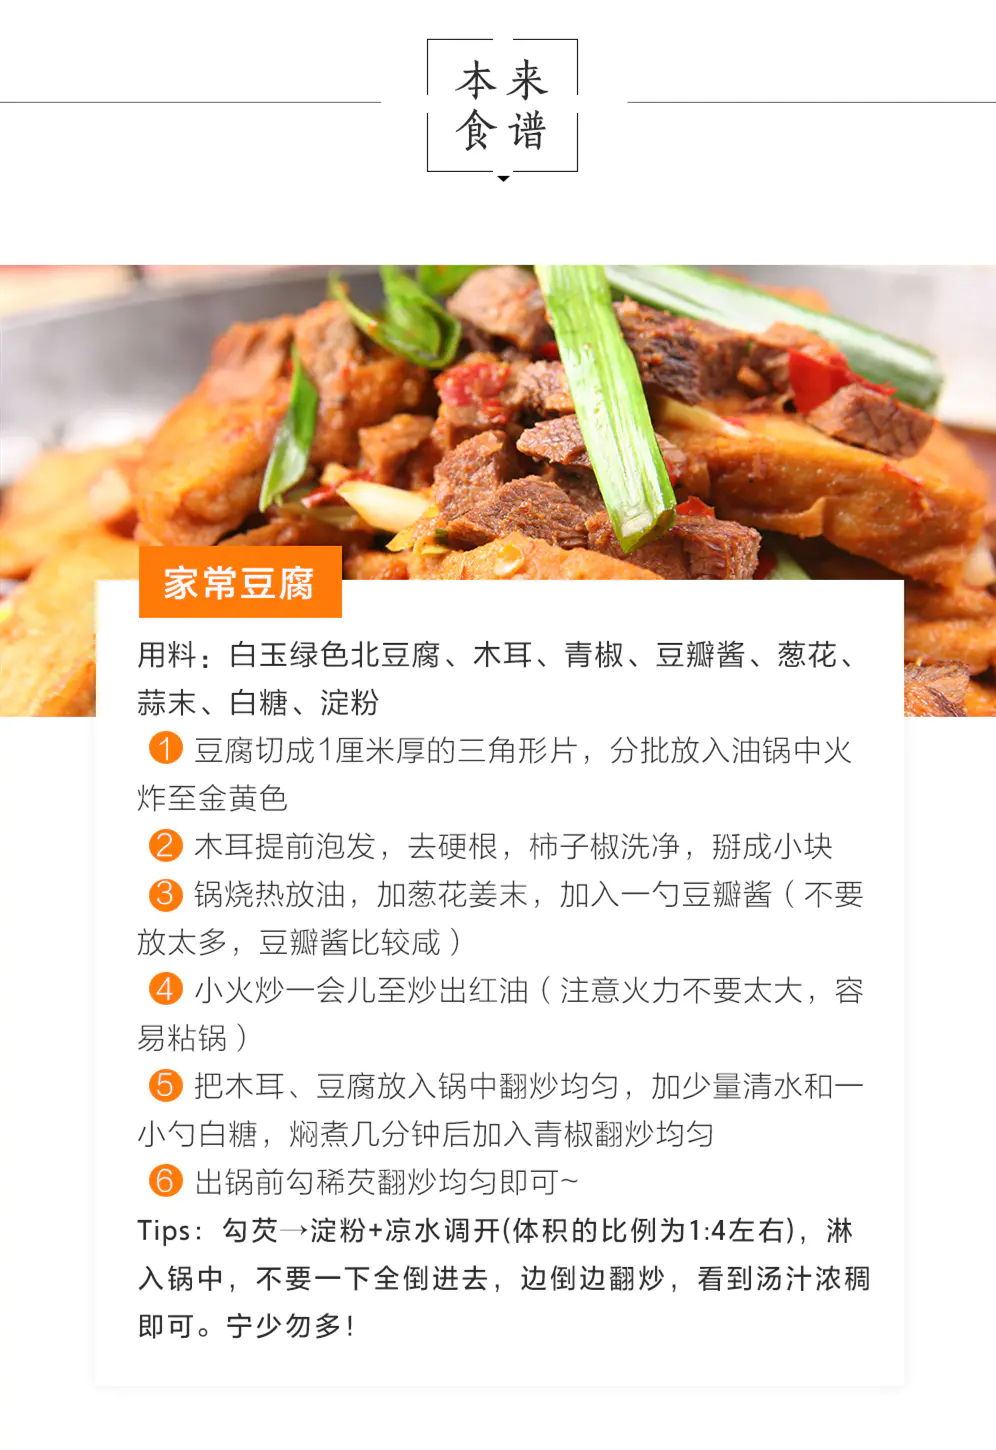 本来
食谱
家常豆腐
用料：白玉绿色北豆腐、木耳、青椒、豆瓣酱、葱花、
蒜末、白糖、淀粉
1 豆腐切成1厘米厚的三角形片，分批放入油锅中火
炸至金黄色
2 木耳提前泡发，去硬根，柿子椒洗净，掰成小块
3 锅烧热放油，加葱花姜末，加入一勺豆瓣酱（不要
放太多，豆瓣酱比较咸）
4 小火炒一会儿至炒出红油（注意火力不要太大，容
易粘锅）
5 把木耳、豆腐放入锅中翻炒均匀，加少量清水和一
小勺白糖，焖煮几分钟后加入青椒翻炒均匀
6 出锅前勾稀芡翻炒均匀即可~
Tips：勾芡→淀粉+凉水调开(体积的比例为1:4左右)，淋
入锅中，不要一下全倒进去，边倒边翻炒，看到汤汁浓稠
即可。宁少勿多！